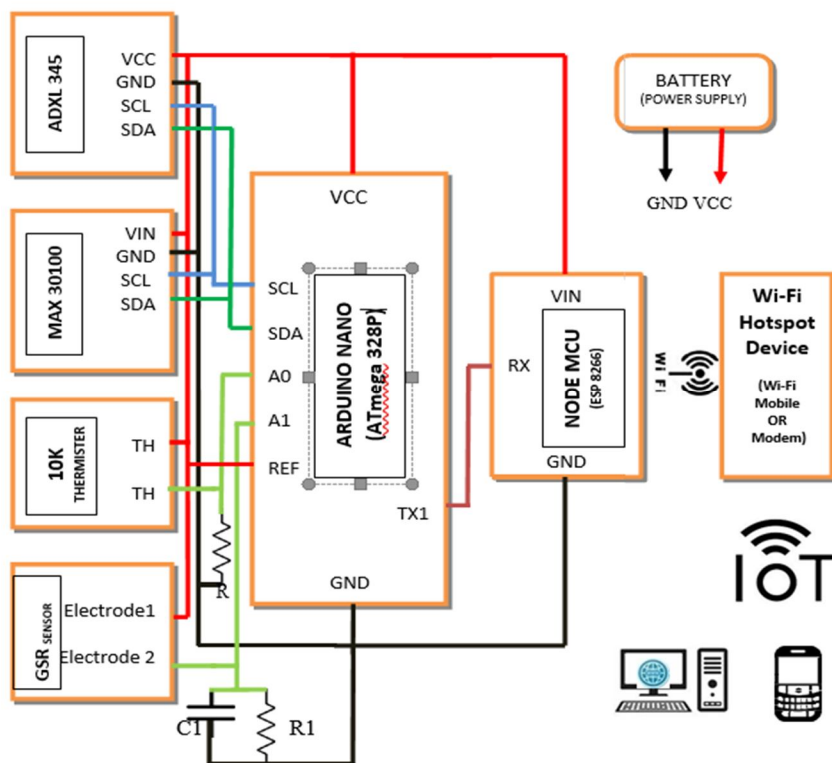 ADXL 345
VCC
GND
SCL
SDA
MAX 30100
VIN
GND
SCL
SDA
10K
THERMISTER
TH
TH
GSR SENSOR
Electrode1
Electrode 2
C1
R1
R
VCC
SCL
SDA
A0
A1
REF
TX1
GND
ARDUINO NANO
(ATmega 328P)
VIN
RX
GND
NODE MCU
(ESP 8266)
BATTERY
(POWER SUPPLY)
GND VCC
Wi Fi
Wi-Fi
Hotspot
Device
(Wi-Fi
Mobile
OR
Modem)
IoT